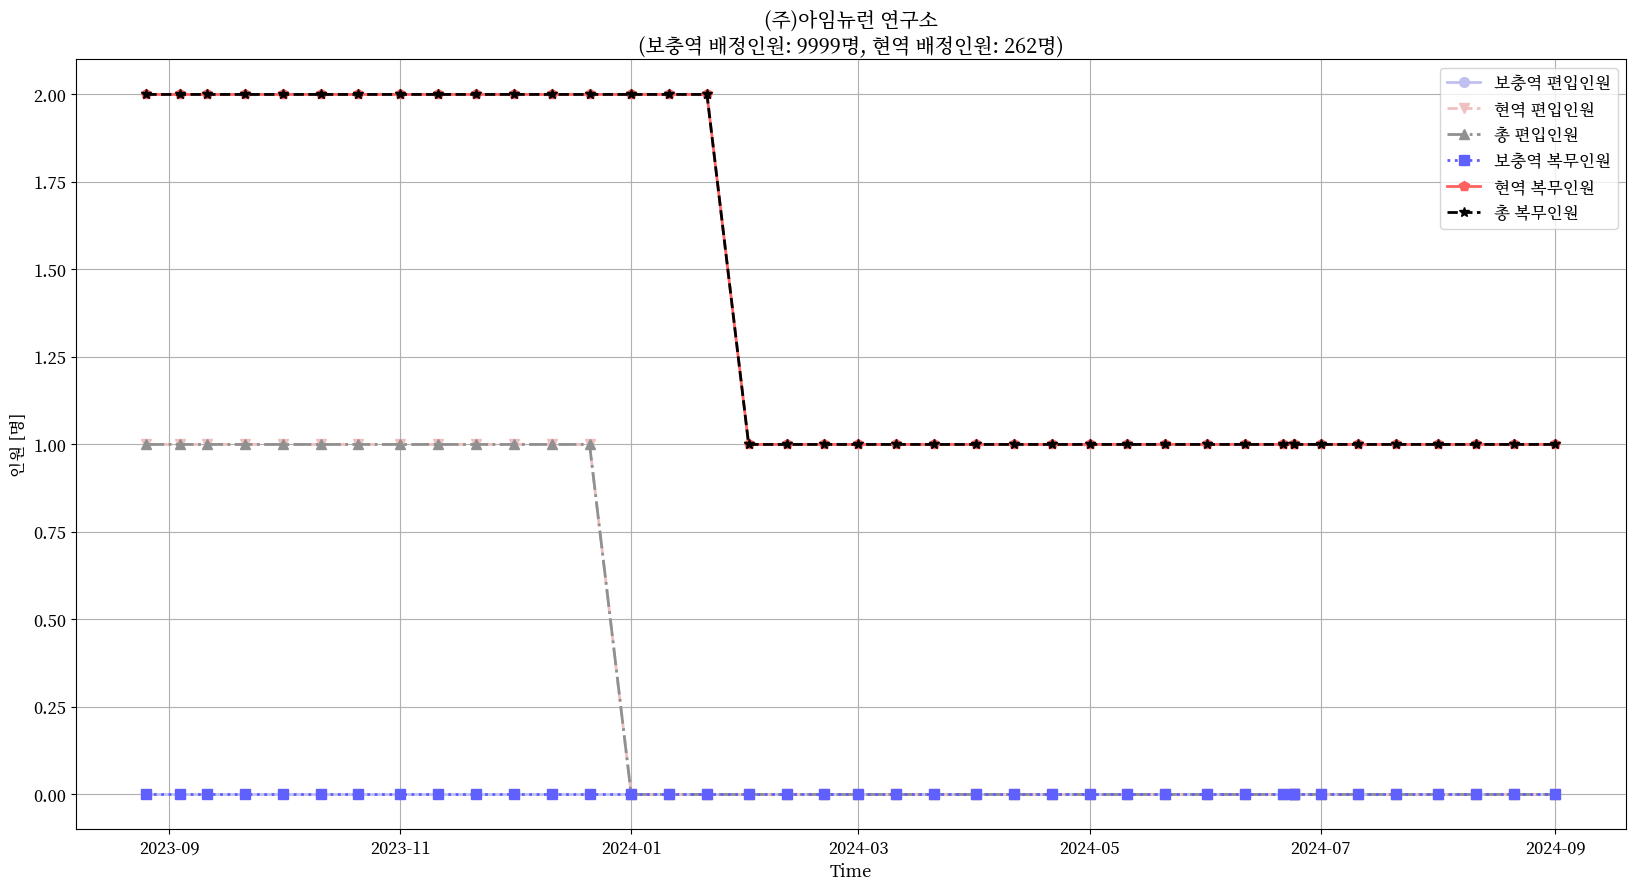 (주)아임뉴런 연구소
(보충역 배정인원: 9999명, 현역 배정인원: 262명)
보충역 편입인원
현역 편입인원
총 편입인원
보충역 복무인원
현역 복무인원
총 복무인원
인원 [명]
2.00
1.75
1.50
1.25
1.00
0.75
0.50
0.25
0.00
2023-09 2023-11 2024-01 2024-03 2024-05 2024-07 2024-09
Time